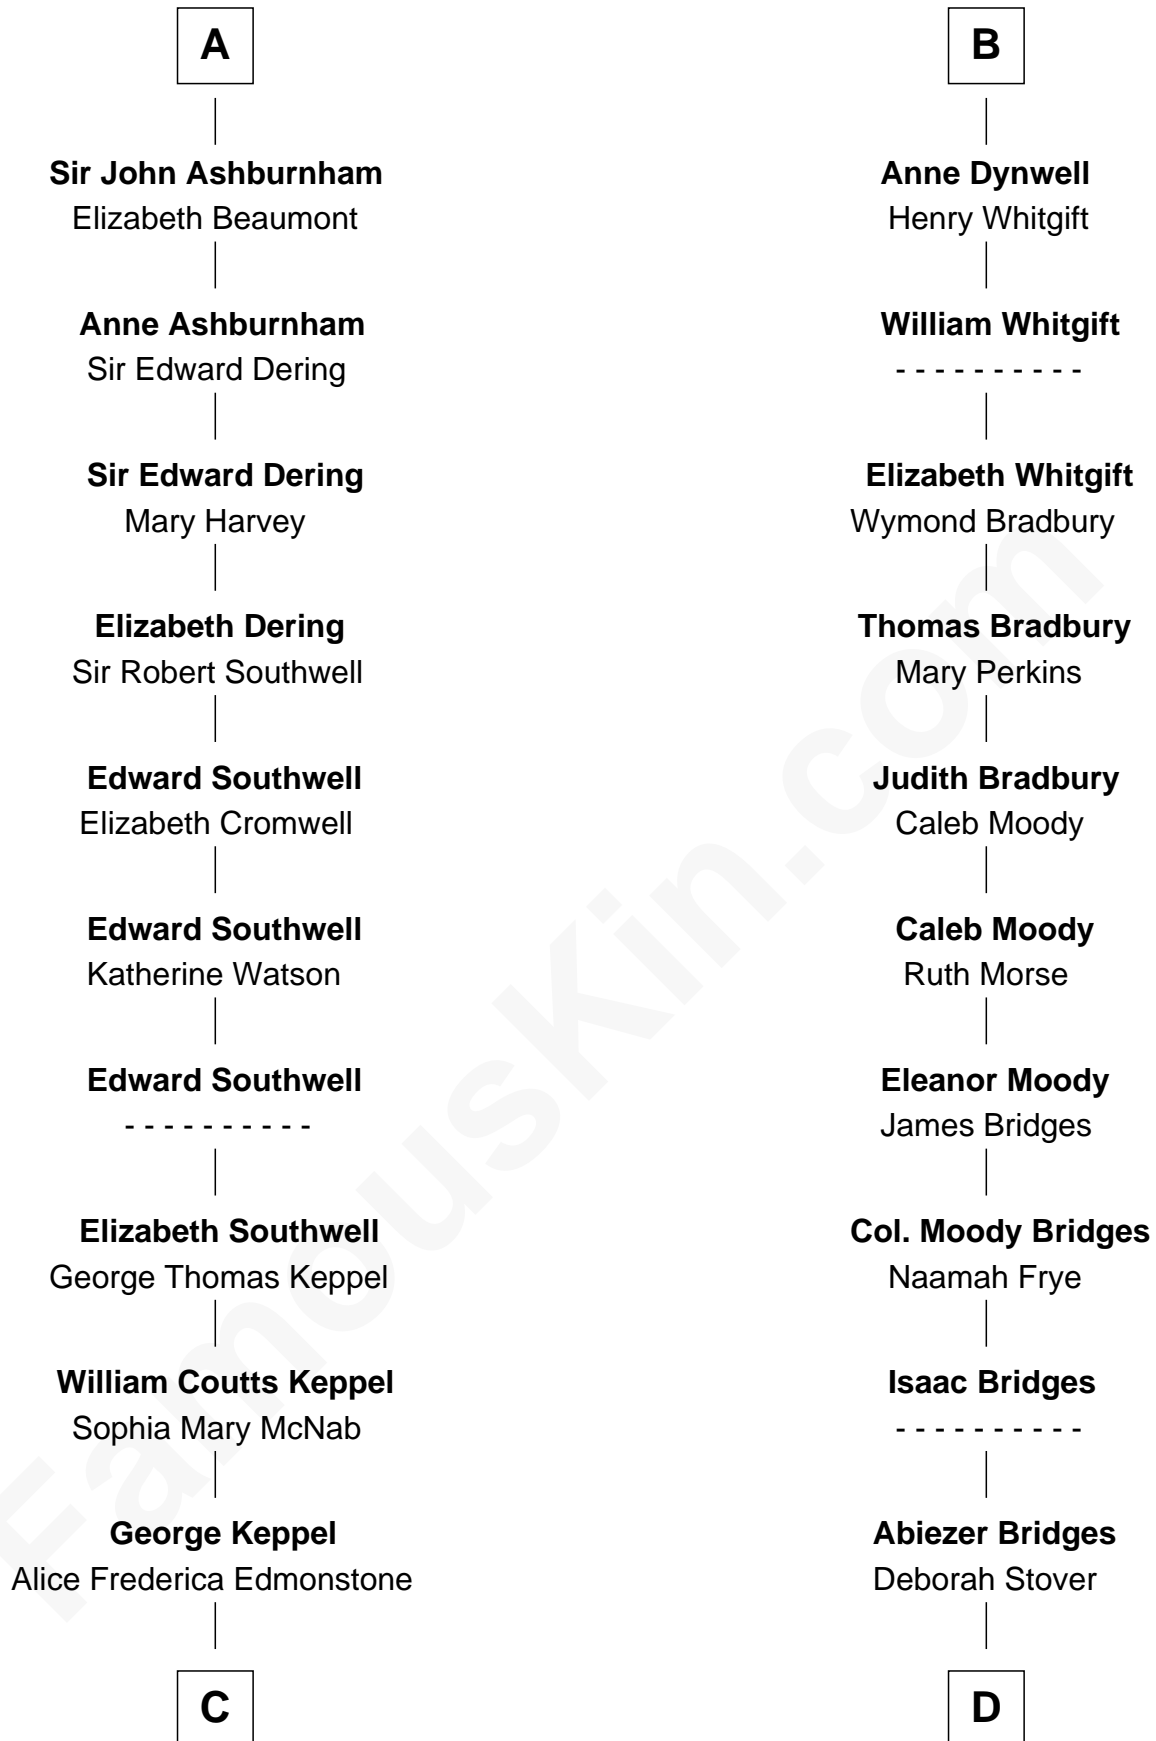 A
Sir John Ashburnham
Elizabeth Beaumont
Anne Ashburnham
Sir Edward Dering
Sir Edward Dering
Mary Harvey
Elizabeth Dering
Sir Robert Southwell
Edward Southwell
Elizabeth Cromwell
Edward Southwell
Katherine Watson
Edward Southwell
- - - - - - - - - -
Elizabeth Southwell
George Thomas Keppel
William Coutts Keppel
Sophia Mary McNab
George Keppel
Alice Frederica Edmonstone
C
B
Anne Dynwell
Henry Whitgift
William Whitgift
- - - - - - - - - -
Elizabeth Whitgift
Wymond Bradbury
Thomas Bradbury
Mary Perkins
Judith Bradbury
Caleb Moody
Caleb Moody
Ruth Morse
Eleanor Moody
James Bridges
Col. Moody Bridges
Naamah Frye
Isaac Bridges
- - - - - - - - - -
Abiezer Bridges
Deborah Stover
D
FamousKin.com